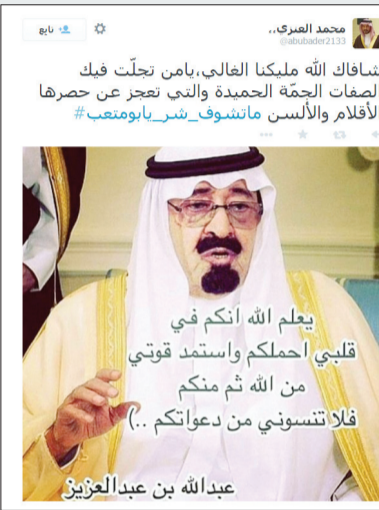 محمد العنزي,,
@abubader2133
تابع
شافاك الله مليكنا الغالي،يامن تجلّت فيك
الصفات الجمّة الحميدة والتي تعجز عن حصرها
الأقلام والألسن ماتشوف_شر_يابومتعب#
يعلم الله انكم في
قلبي احملكم واستمد قوتي
من الله ثم منكم
فلا تنسوني من دعواتكم ..)
عبدالله بن عبدالعزيز